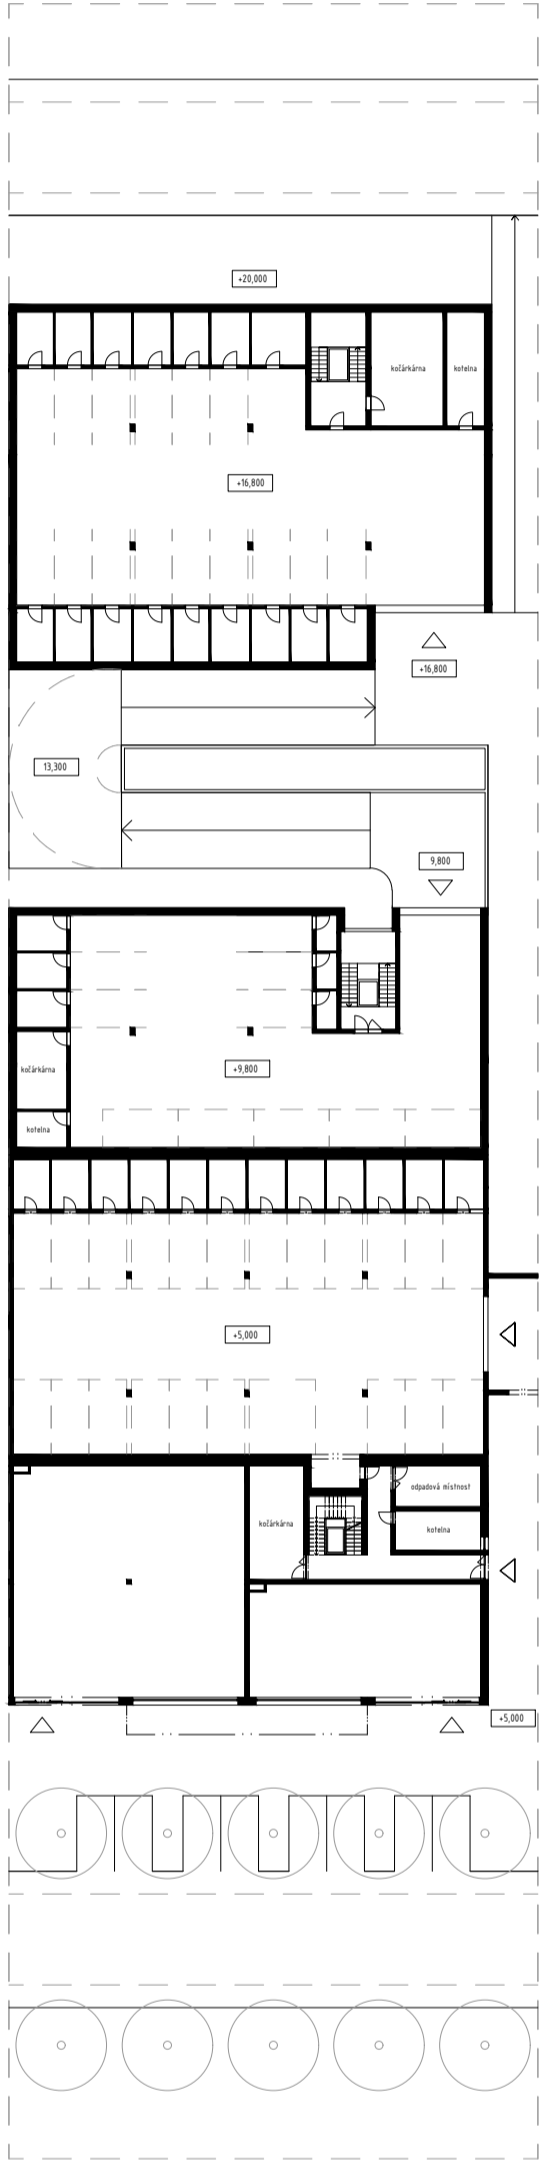 +20,000
kočárkárna
kotelna
+16,800
+16,800
13,300
9,800
kočárkárna
+9,800
kotelna
+5,000
odpadová místnost
kočárkárna
kotelna
+5,000